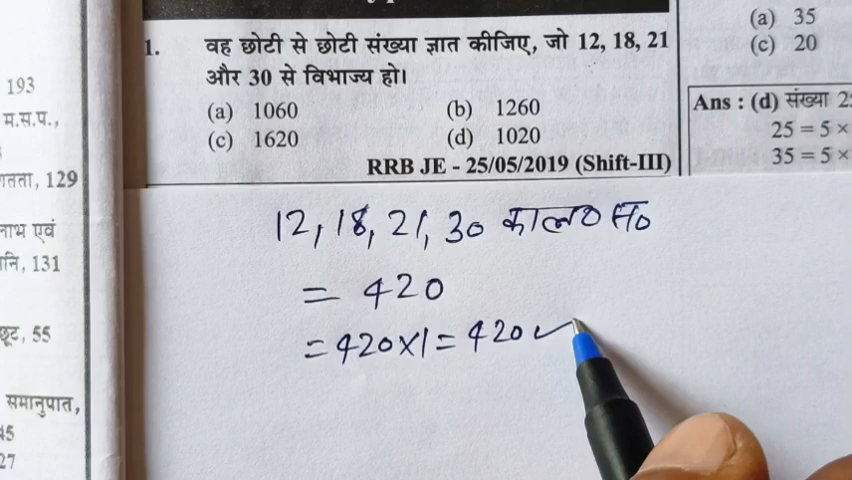 (a) 35
(c) 20
193
म.स.प.,
129
नाभ एवं
131
छूट, 55
समानुपात,
45
27
1. वह छोटी से छोटी संख्या ज्ञात कीजिए, जो 12, 18, 21
और 30 से विभाज्य हो।
(a) 1060 (b) 1260
(c) 1620 (d) 1020
RRB JE - 25/05/2019 (Shift-III)
Ans : (d) संख्या 2
25 = 5 ×
35 = 5 ×
12, 18, 21, 30 का ल० स०
= 420
= 420 × 1 = 420 ✓